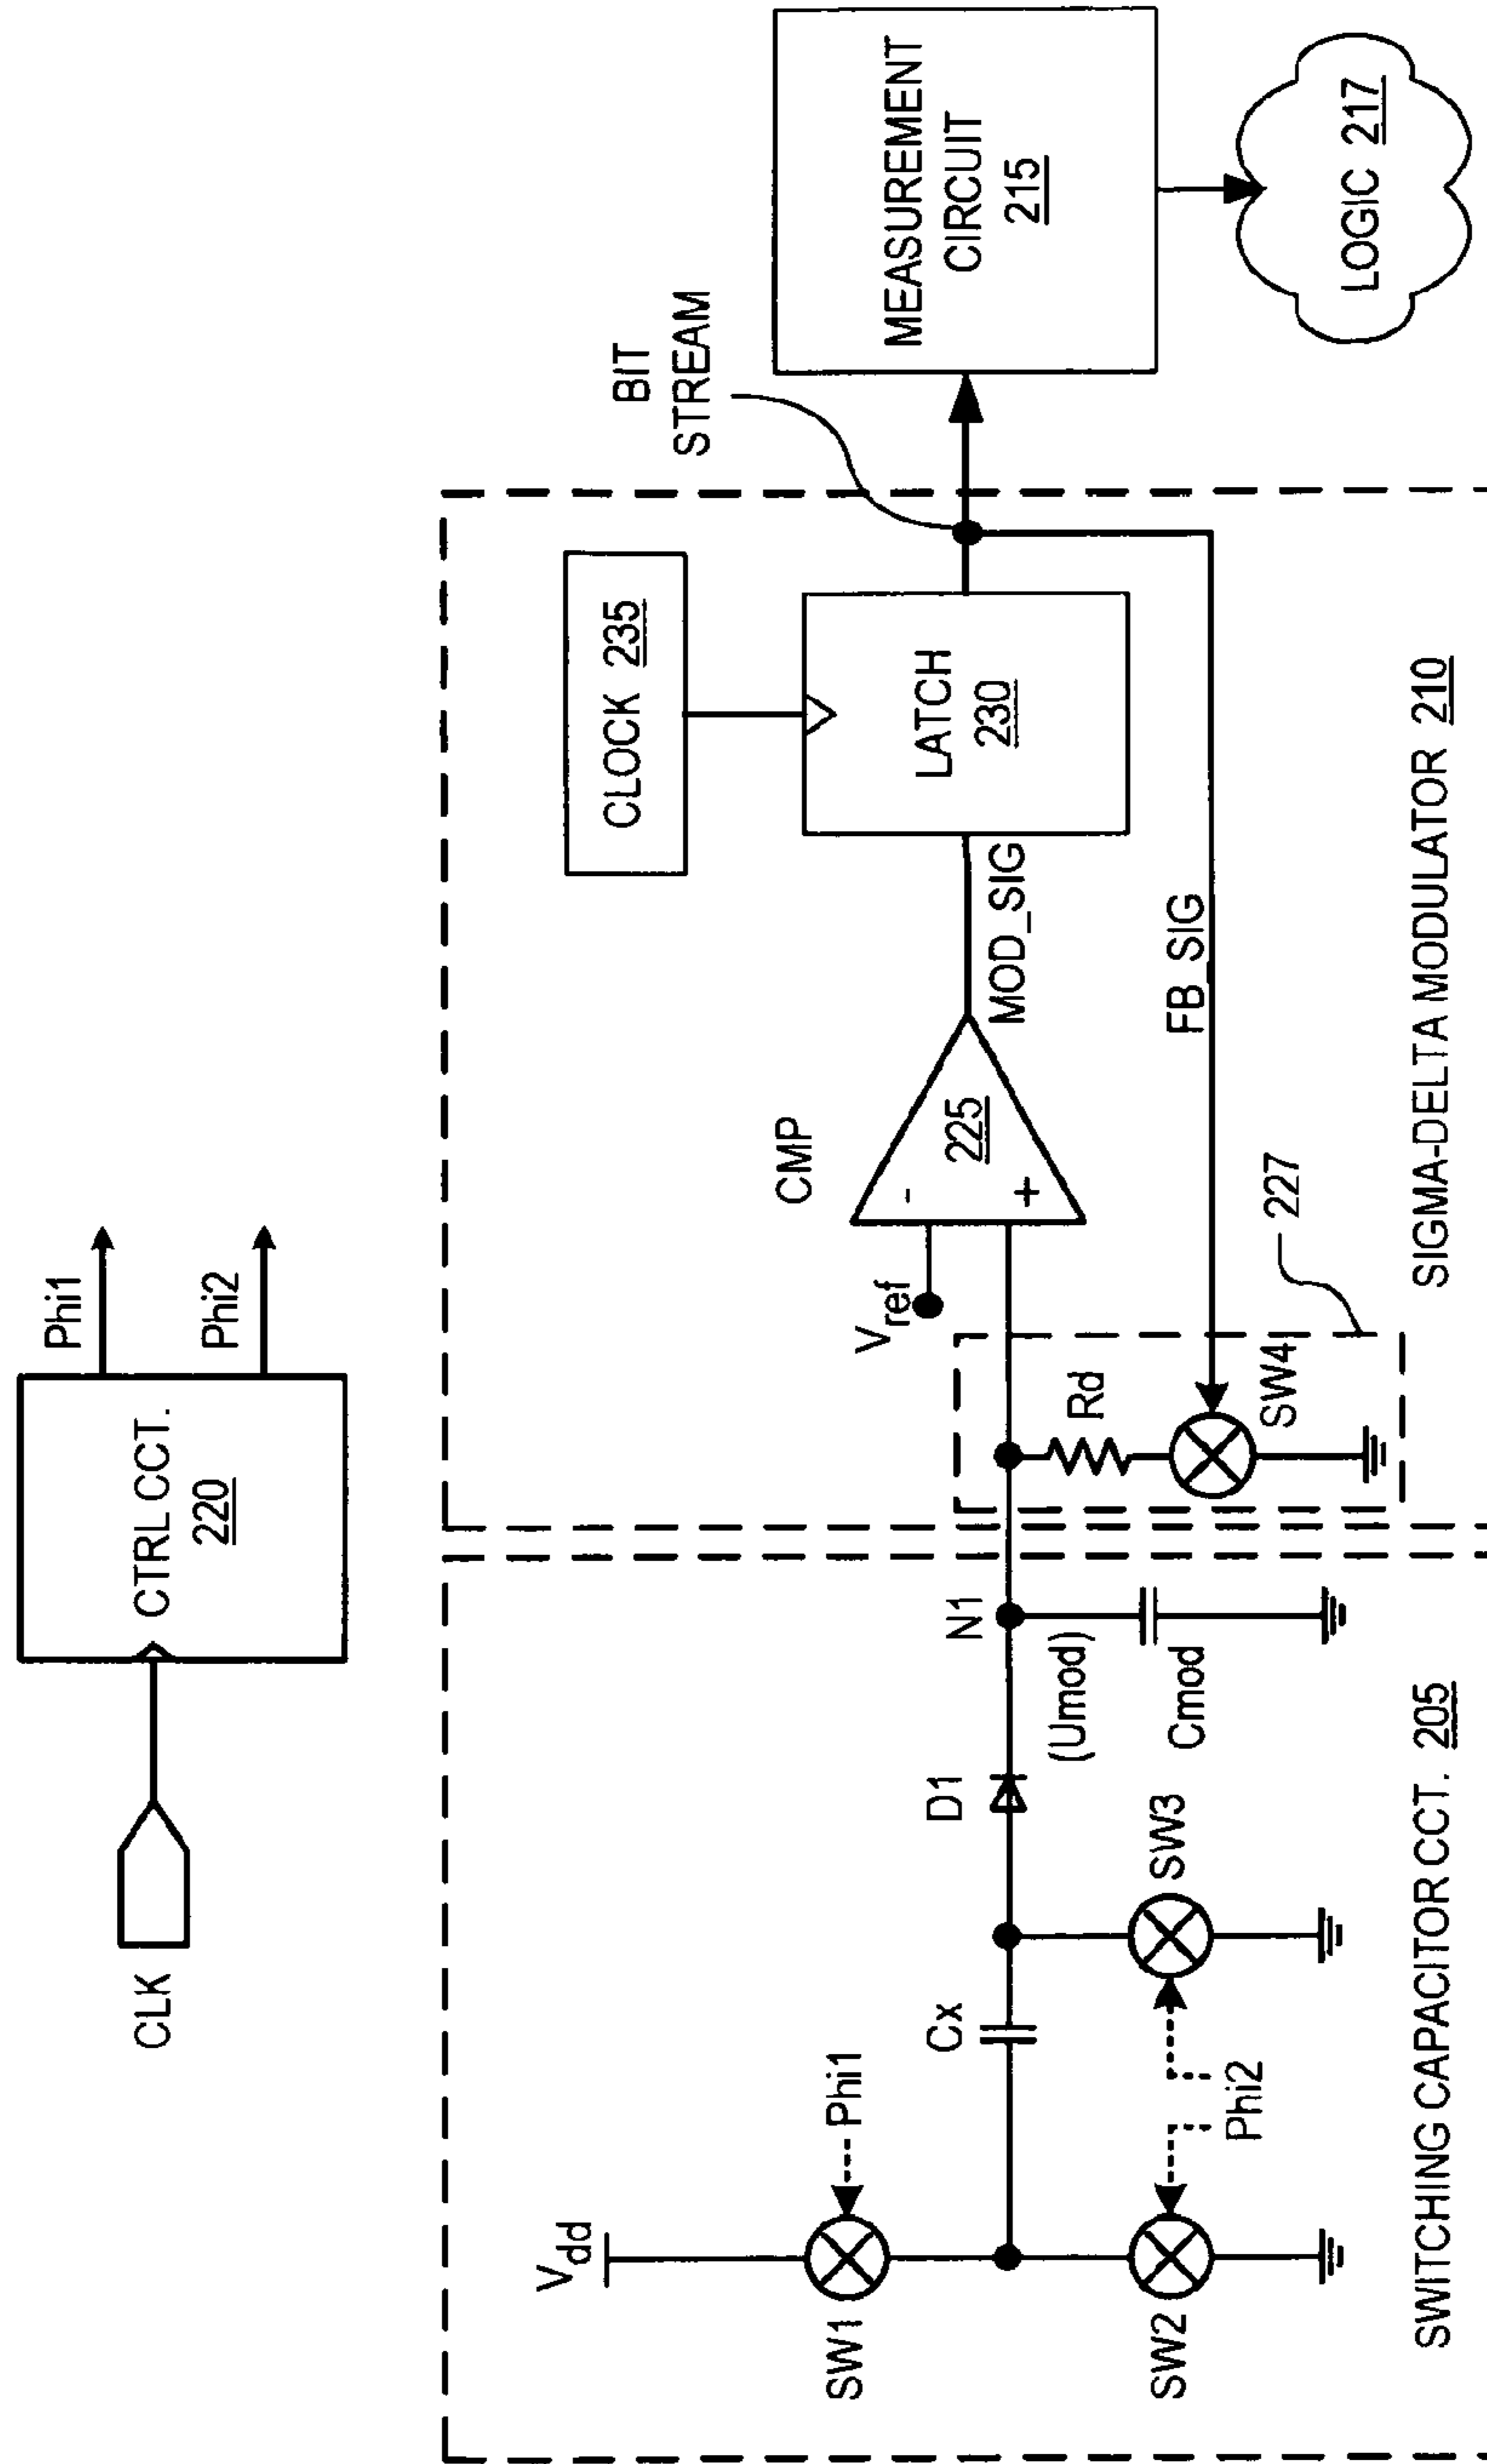 CLK
CTRL CCT.
220
Phi1
Phi2
Vdd
SW1
Phi1
SW2
Phi2
SW3
Cx
D1
N1
(Umod)
Cmod
SWITCHING CAPACITOR CCT. 205
Rd
SW4
227
Vref
CMP
-
+
225
MOD_SIG
FB_SIG
CLOCK 235
LATCH
230
SIGMA-DELTA MODULATOR 210
BIT
STREAM
MEASUREMENT
CIRCUIT
215
LOGIC 217